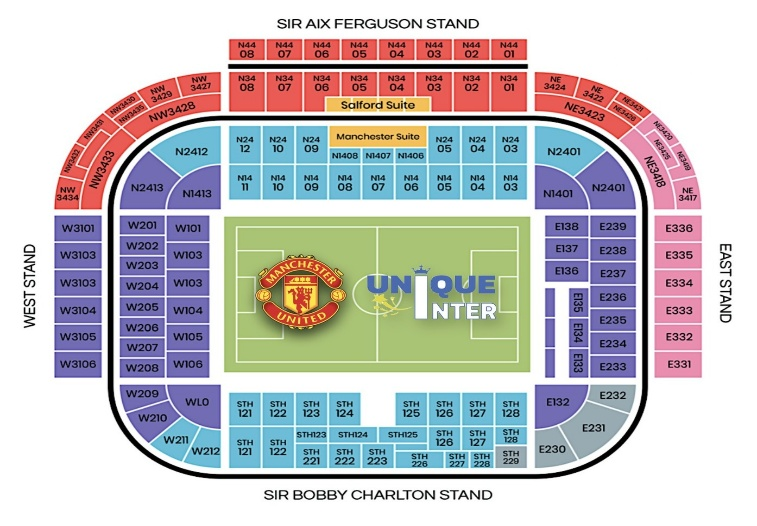 SIR AIX FERGUSON STAND
N44 08 N44 07 N44 06 N44 05 N44 04 N44 03 N44 02 N44 01
N34 08 N34 07 N34 06 N34 05 N34 04 N34 03 N34 02 N34 01
Salford Suite
NW 3427
NW 3429
NW3430
NW3435
NW3428
NW3431
NW3432
NW3433
NW 3434
NE 3424
NE 3422
NE3421
NE3420
NE3423
NE3425
NE3418
NE 3417
N24 12 N24 10 N24 09
Manchester Suite
N1408 N1407 N1406
N24 05 N24 04 N24 03
N14 11 N14 10 N14 09 N14 08 N14 07 N14 06 N14 05 N14 04 N14 03
N2412
N2413
N1413
N2401
N1401
N2401
WEST STAND
W3101
W3103
W3103
W3104
W3105
W3106
W201
W202
W203
W204
W205
W206
W207
W208
W101
W103
W103
W104
W105
W106
MANCHESTER
UNITED
UNIQUE
INTER
E138
E137
E136
E135
E134
E133
E239
E238
E237
E236
E235
E234
E233
E336
E335
E334
E333
E332
E331
EAST STAND
W209
W210
W211
W212
WL0
STH 121 STH 122 STH 123 STH 124 STH 125 STH 126 STH 127 STH 128
STH 121 STH 122 STH123 STH124 STH125 STH 126 STH 127 STH 128
STH 221 STH 222 STH 223 STH 226 STH 227 STH 228 STH 229
E132
E232
E231
E230
SIR BOBBY CHARLTON STAND